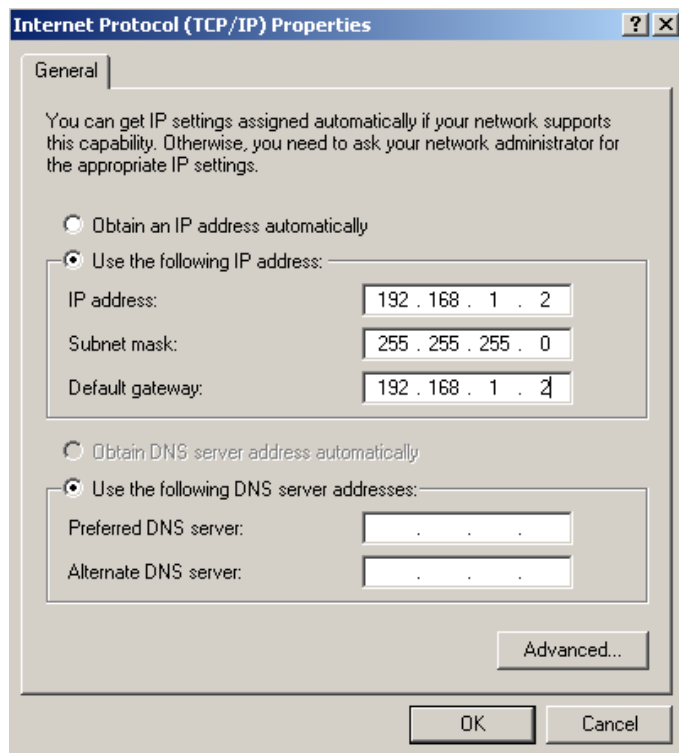 Internet Protocol (TCP/IP) Properties
General
You can get IP settings assigned automatically if your network supports
this capability. Otherwise, you need to ask your network administrator for
the appropriate IP settings.
Obtain an IP address automatically
Use the following IP address:
IP address: 192 . 168 . 1 . 2
Subnet mask: 255 . 255 . 255 . 0
Default gateway: 192 . 168 . 1 . 2
Obtain DNS server address automatically
Use the following DNS server addresses:
Preferred DNS server: . . .
Alternate DNS server: . . .
Advanced...
OK Cancel